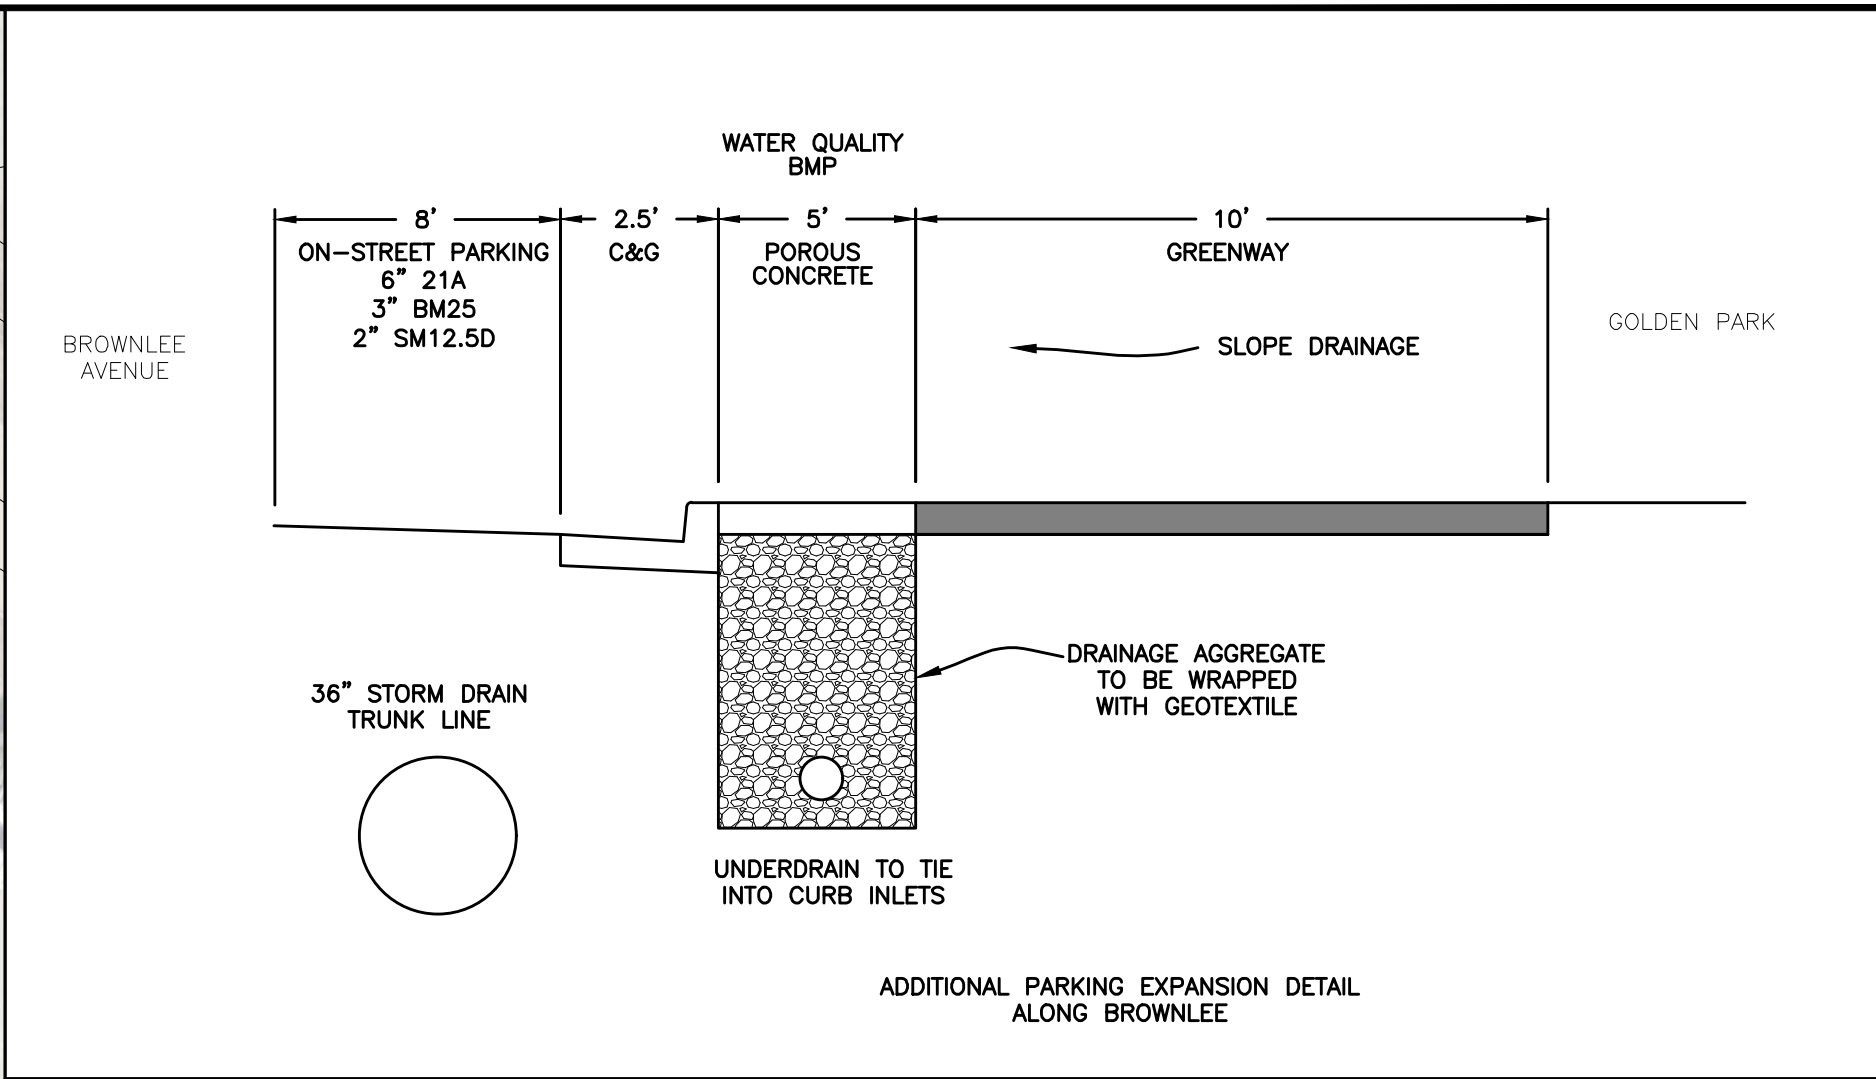 WATER QUALITY
BMP
8’ 2.5’ 5’ 10’
ON-STREET PARKING
6” 21A
3” BM25
2” SM12.5D
C&G
POROUS
CONCRETE
GREENWAY
BROWNLEE
AVENUE
SLOPE DRAINAGE
GOLDEN PARK
DRAINAGE AGGREGATE
TO BE WRAPPED
WITH GEOTEXTILE
36” STORM DRAIN
TRUNK LINE
UNDERDRAIN TO TIE
INTO CURB INLETS
ADDITIONAL PARKING EXPANSION DETAIL
ALONG BROWNLEE